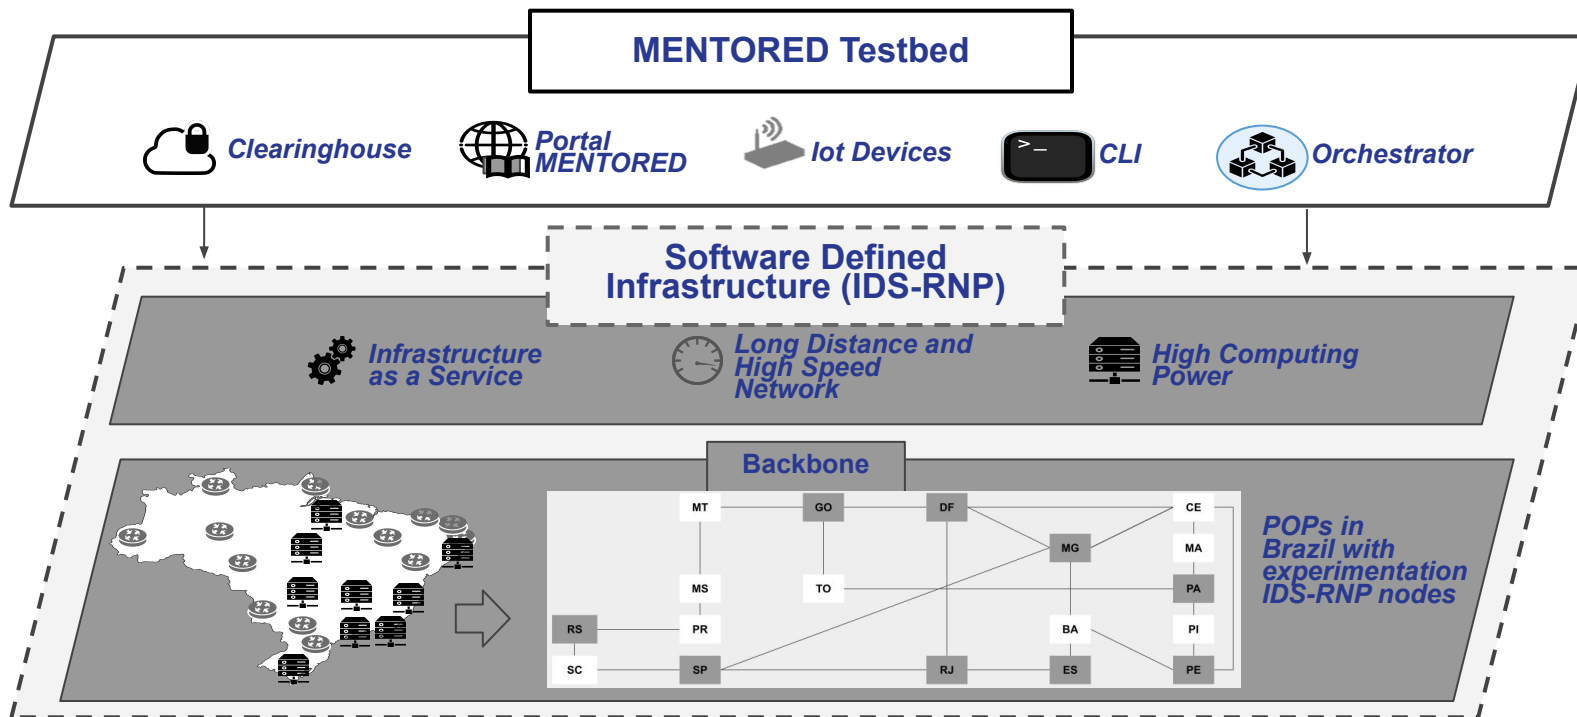 MENTORED Testbed
Clearinghouse
Portal
MENTORED
Iot Devices
>_
CLI
Orchestrator
Software Defined
Infrastructure (IDS-RNP)
Infrastructure
as a Service
Long Distance and
High Speed
Network
High Computing
Power
Backbone
MT
GO
DF
CE
MG
MA
MS
TO
PA
RS
PR
BA
PI
SC
SP
RJ
ES
PE
POPs in
Brazil with
experimentation
IDS-RNP nodes